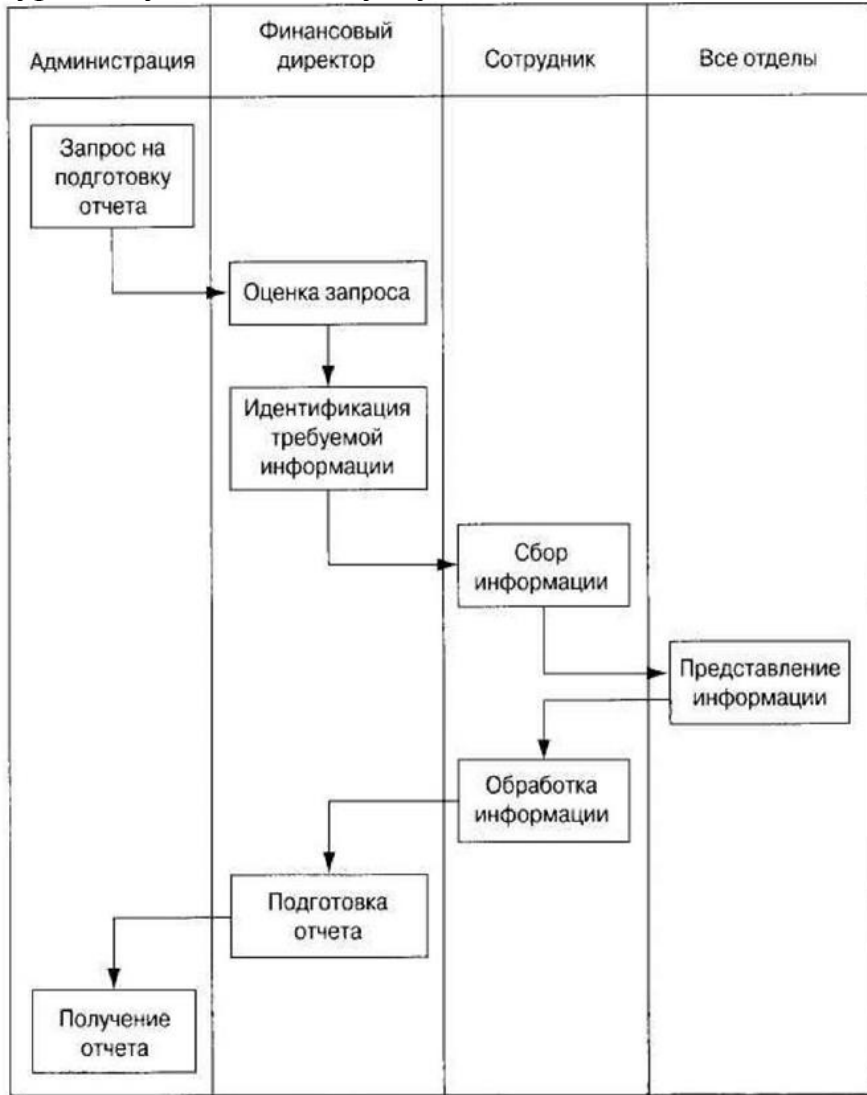 Администрация
Финансовый
директор
Сотрудник
Все отделы
Запрос на
подготовку
отчета
Оценка запроса
Идентификация
требуемой
информации
Сбор
информации
Представление
информации
Обработка
информации
Подготовка
отчета
Получение
отчета